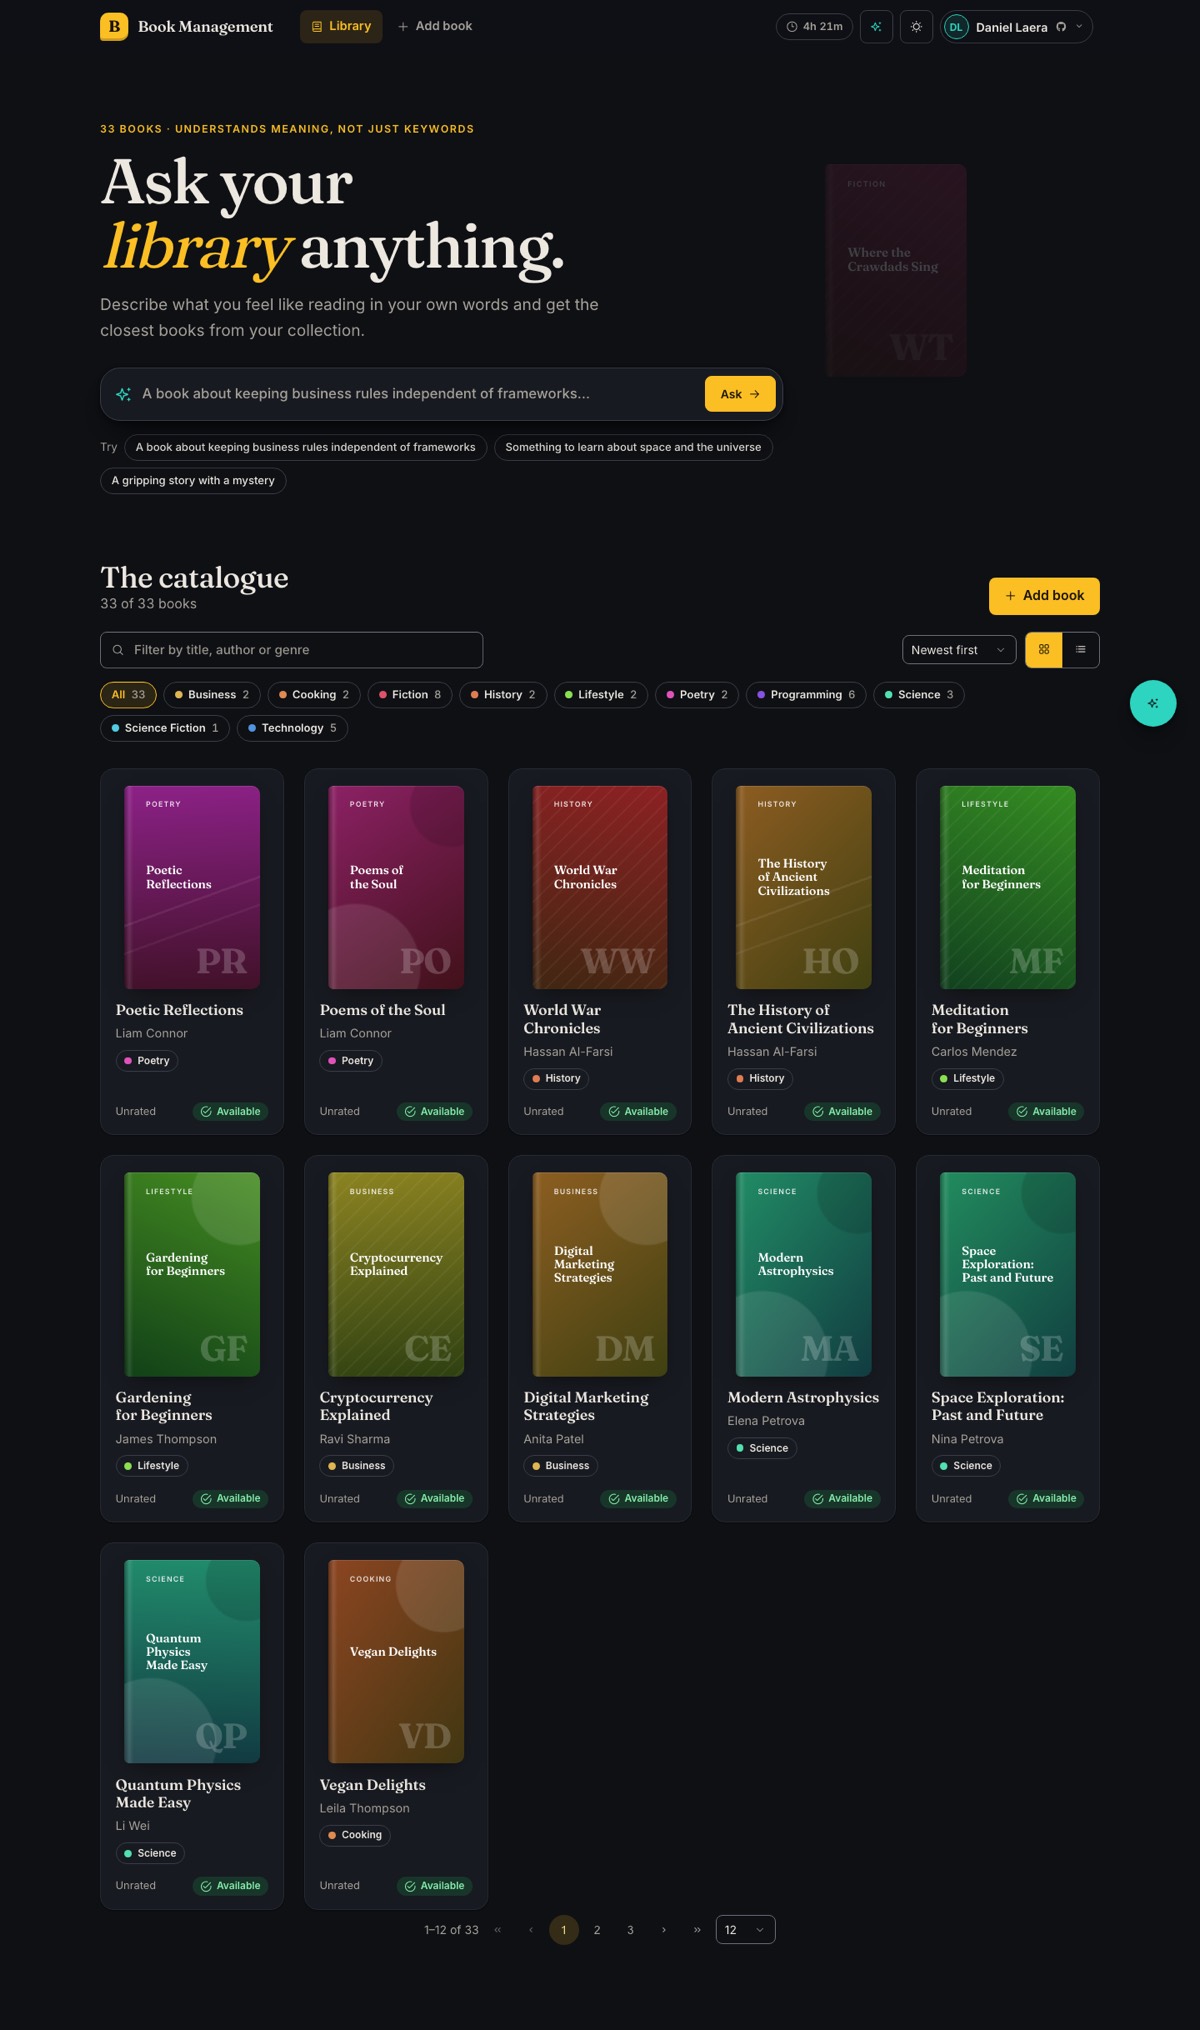 B Book Management Library Add book 4h 21m DL Daniel Laera
33 BOOKS · UNDERSTANDS MEANING, NOT JUST KEYWORDS
Ask your
library anything.
Describe what you feel like reading in your own words and get the
closest books from your collection.
A book about keeping business rules independent of frameworks... Ask →
Try A book about keeping business rules independent of frameworks Something to learn about space and the universe
A gripping story with a mystery
FICTION
Where the
Crawdads Sing
WT
The catalogue
33 of 33 books
+ Add book
Filter by title, author or genre
Newest first
All 33 Business 2 Cooking 2 Fiction 8 History 2 Lifestyle 2 Poetry 2 Programming 6 Science 3
Science Fiction 1 Technology 5
POETRY
Poetic
Reflections
PR
Poetic Reflections
Liam Connor
Poetry
Unrated Available
POETRY
Poems of
the Soul
PO
Poems of the Soul
Liam Connor
Poetry
Unrated Available
HISTORY
World War
Chronicles
WW
World War
Chronicles
Hassan Al-Farsi
History
Unrated Available
HISTORY
The History
of Ancient
Civilizations
HO
The History of
Ancient Civilizations
Hassan Al-Farsi
History
Unrated Available
LIFESTYLE
Meditation
for Beginners
MF
Meditation
for Beginners
Carlos Mendez
Lifestyle
Unrated Available
LIFESTYLE
Gardening
for Beginners
GF
Gardening
for Beginners
James Thompson
Lifestyle
Unrated Available
BUSINESS
Cryptocurrency
Explained
CE
Cryptocurrency
Explained
Ravi Sharma
Business
Unrated Available
BUSINESS
Digital
Marketing
Strategies
DM
Digital Marketing
Strategies
Anita Patel
Business
Unrated Available
SCIENCE
Modern
Astrophysics
MA
Modern Astrophysics
Elena Petrova
Science
Unrated Available
SCIENCE
Space
Exploration:
Past and Future
SE
Space Exploration:
Past and Future
Nina Petrova
Science
Unrated Available
SCIENCE
Quantum
Physics
Made Easy
QP
Quantum Physics
Made Easy
Li Wei
Science
Unrated Available
COOKING
Vegan Delights
VD
Vegan Delights
Leila Thompson
Cooking
Unrated Available
1–12 of 33 « ‹ 1 2 3 › » 12